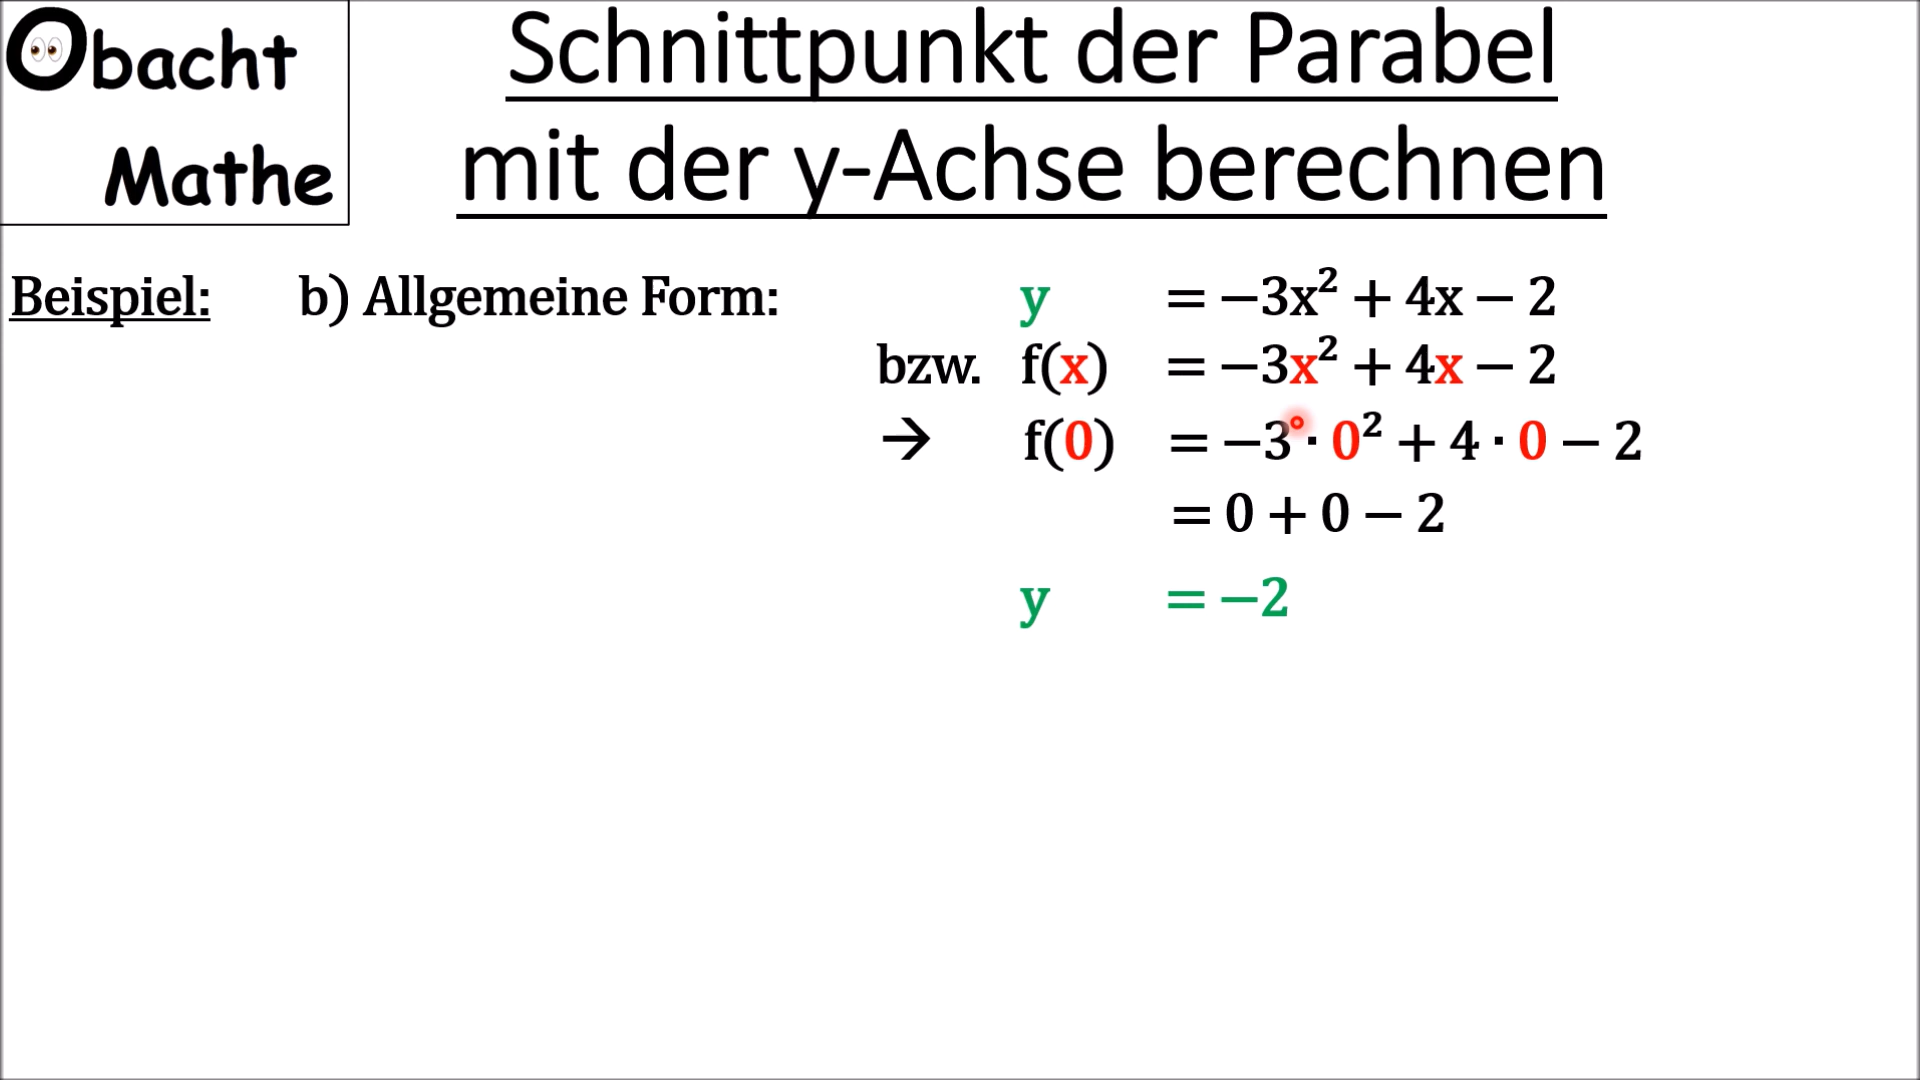 Obacht
Mathe
Schnittpunkt der Parabel
mit der y-Achse berechnen
Beispiel: b) Allgemeine Form: y = −3x² + 4x − 2
bzw. f(x) = −3x² + 4x − 2
→ f(0) = −3 · 0² + 4 · 0 − 2
= 0 + 0 − 2
y = −2